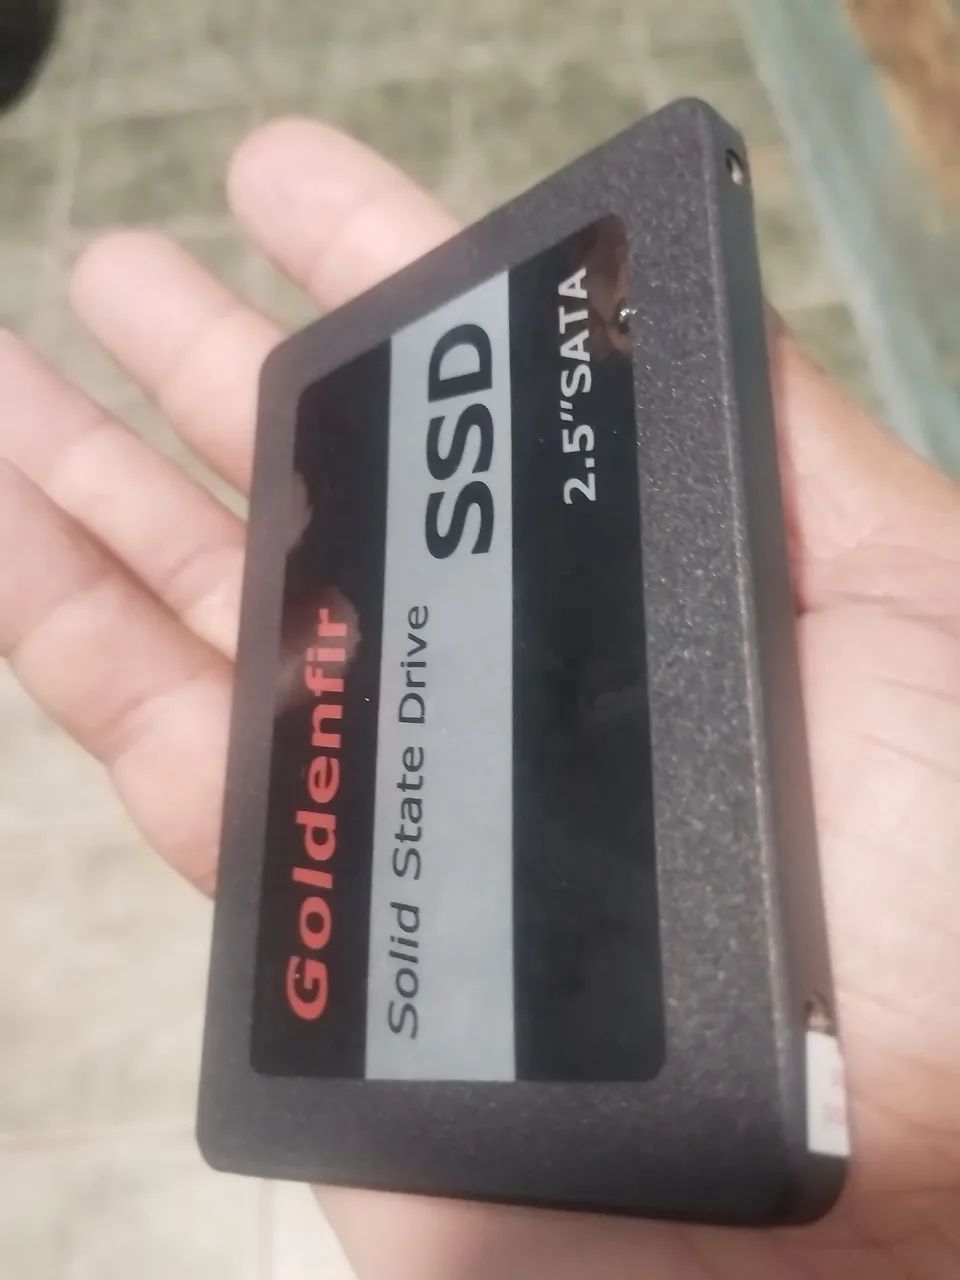 Goldenfir
Solid State Drive SSD
2.5"SATA